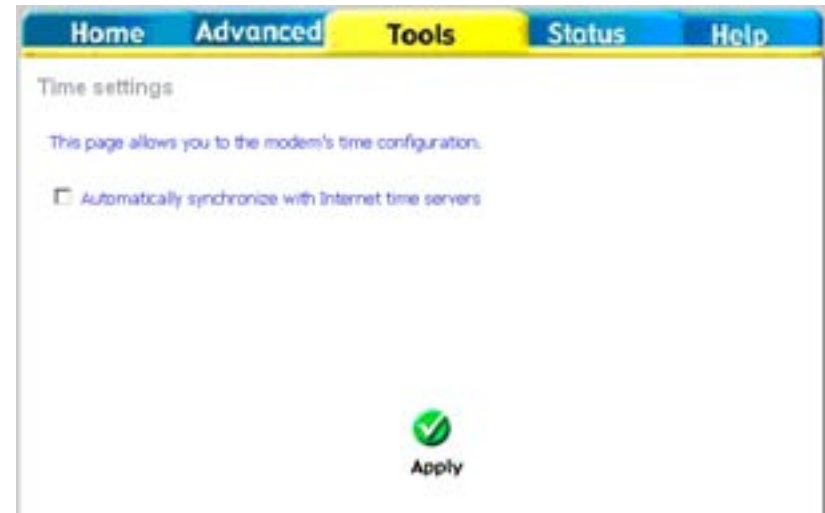 Home Advanced Tools Status Help
Time settings
This page allows you to the modem's time configuration.
Automatically synchronize with Internet time servers
Apply